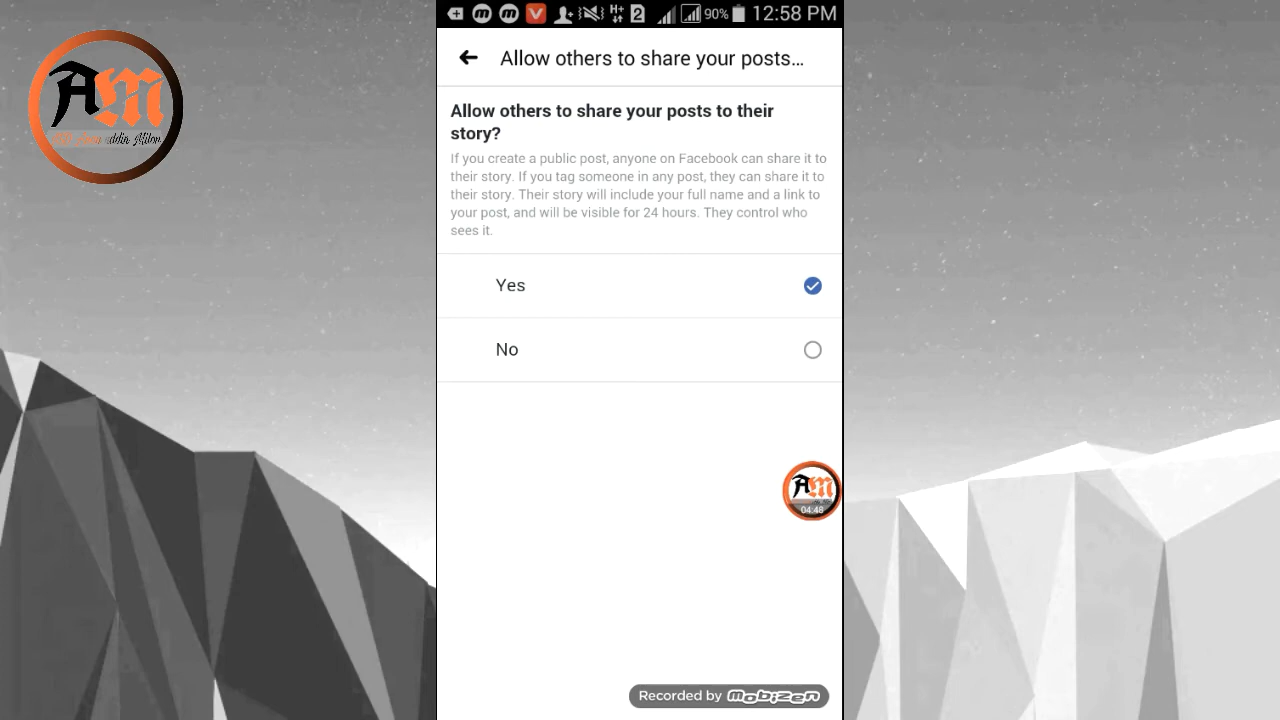 90% 12:58 PM
Allow others to share your posts...
Allow others to share your posts to their
story?
If you create a public post, anyone on Facebook can share it to
their story. If you tag someone in any post, they can share it to
their story. Their story will include your full name and a link to
your post, and will be visible for 24 hours. They control who
sees it.
Yes
No
AM
AM
04:46
Recorded by mobizen